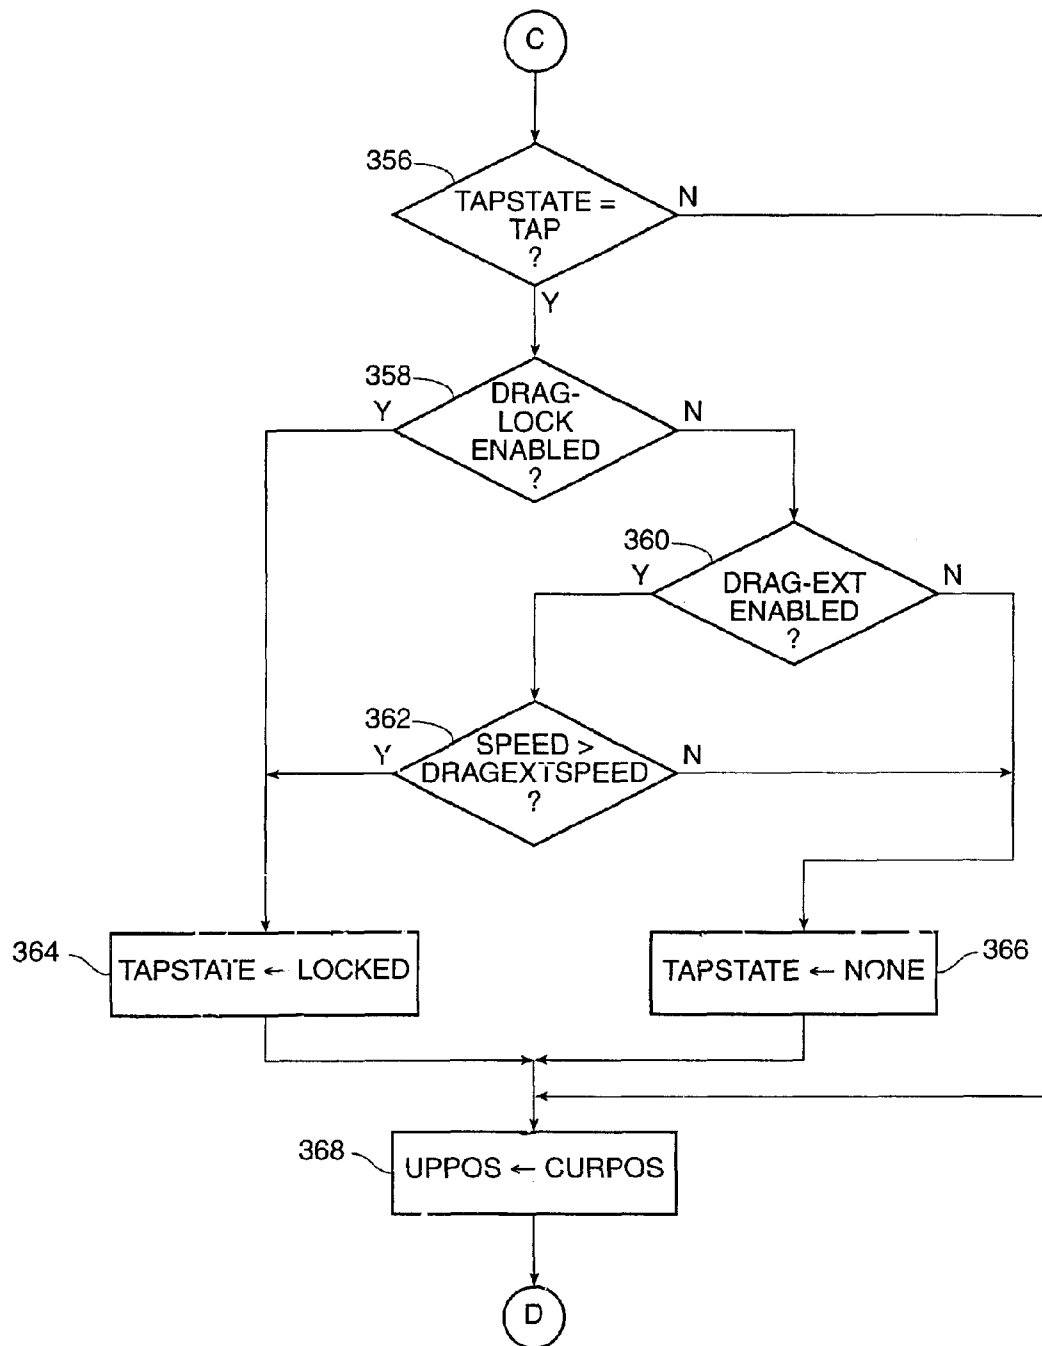 C
356
TAPSTATE =
TAP
?
N
Y
358
Y
DRAG-
LOCK
ENABLED
?
N
360
Y
DRAG-EXT
ENABLED
?
N
362
Y
SPEED >
DRAGEXTSPEED
?
N
364
TAPSTATE ← LOCKED
TAPSTATE ← NONE
366
368
UPPOS ← CURPOS
D